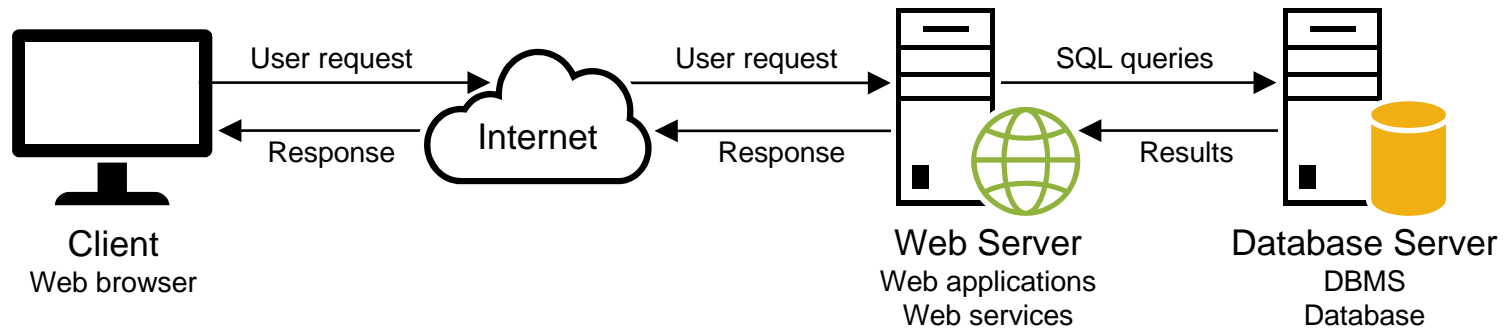 User request
User request
SQL queries
Internet
Response
Response
Results
Client
Web browser
Web Server
Web applications
Web services
Database Server
DBMS
Database